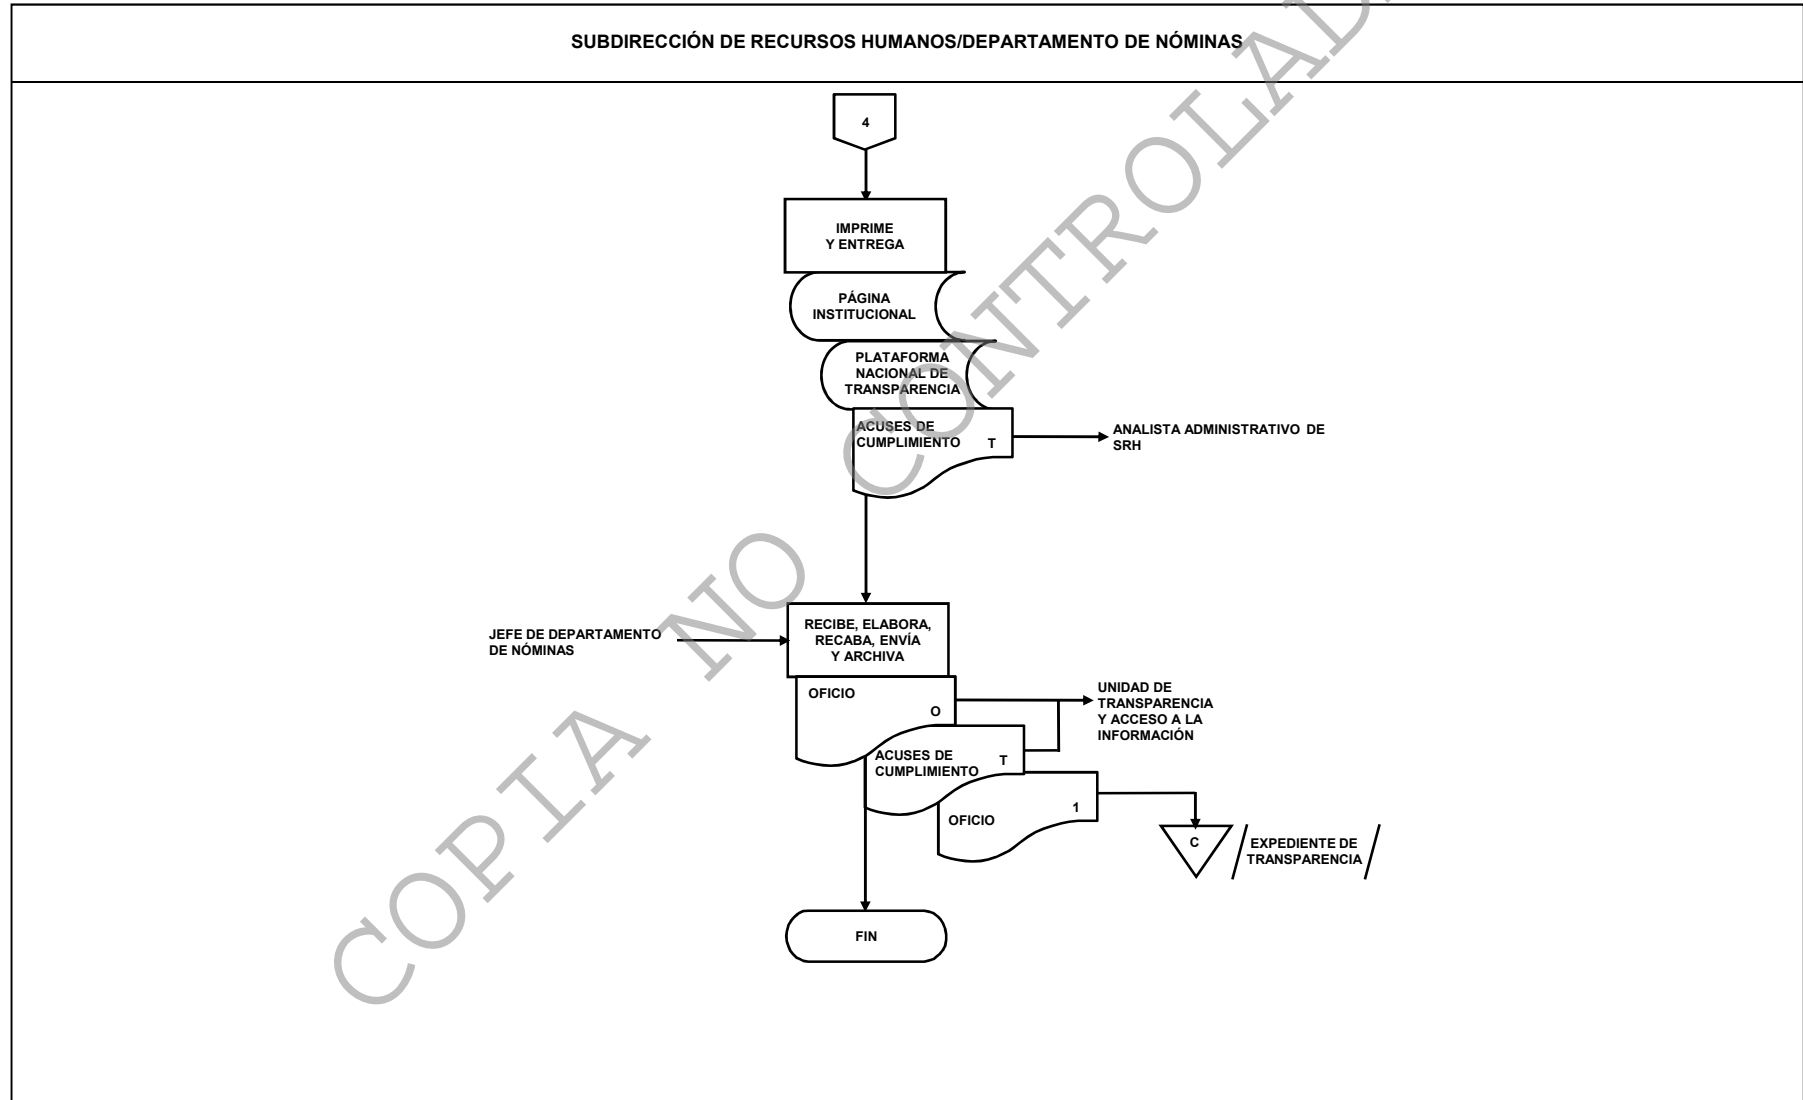 SUBDIRECCIÓN DE RECURSOS HUMANOS/DEPARTAMENTO DE NÓMINAS
4
IMPRIME
Y ENTREGA
PÁGINA
INSTITUCIONAL
PLATAFORMA
NACIONAL DE
TRANSPARENCIA
ACUSES DE
CUMPLIMIENTO T
ANALISTA ADMINISTRATIVO DE
SRH
JEFE DE DEPARTAMENTO
DE NÓMINAS
RECIBE, ELABORA,
RECABA, ENVÍA
Y ARCHIVA
OFICIO
O
UNIDAD DE
TRANSPARENCIA
Y ACCESO A LA
INFORMACIÓN
ACUSES DE
CUMPLIMIENTO
T
OFICIO
1
C
EXPEDIENTE DE
TRANSPARENCIA
FIN
COPIA NO CONTROLAD